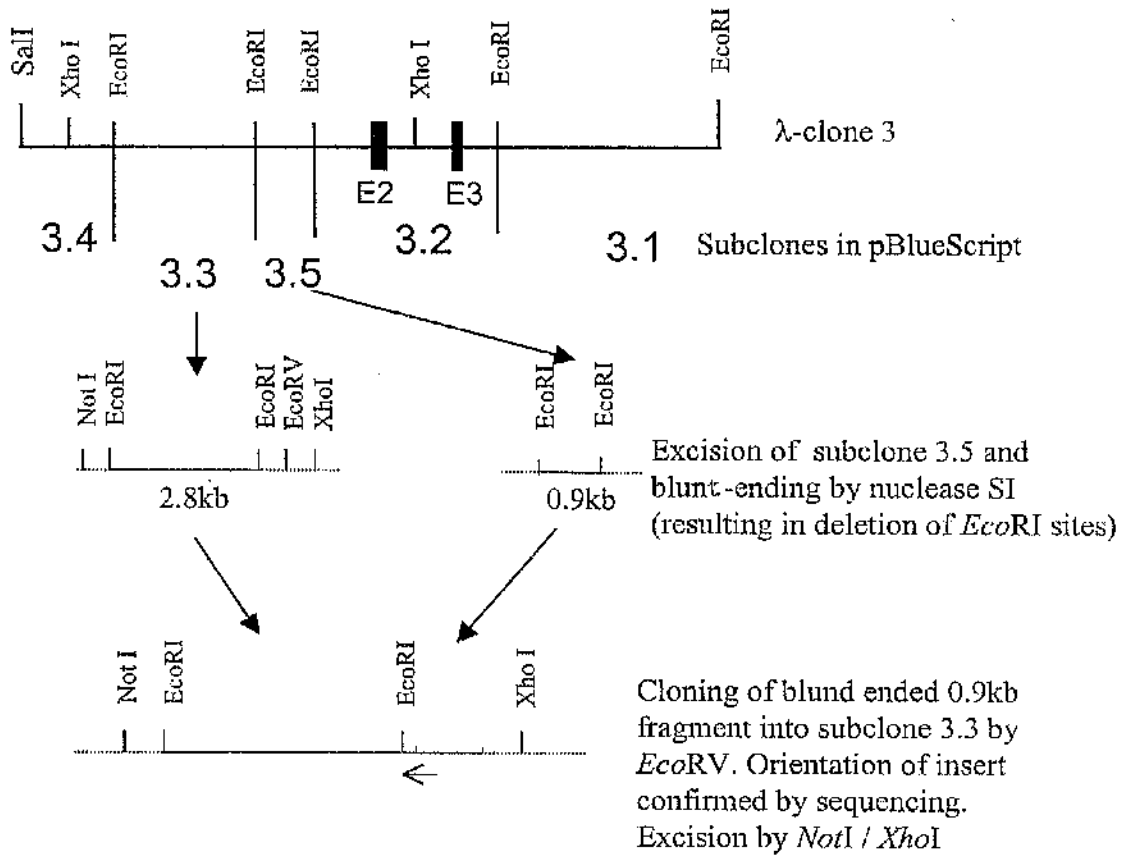 SalI
Xho I
EcoRI
EcoRI
EcoRI
Xho I
EcoRI
EcoRI
λ-clone 3
E2
E3
3.4
3.3
3.5
3.2
3.1
Subclones in pBlueScript
Not I
EcoRI
EcoRI
EcoRV
XhoI
EcoRI
EcoRI
2.8kb
0.9kb
Excision of subclone 3.5 and
blunt-ending by nuclease SI
(resulting in deletion of EcoRI sites)
Not I
EcoRI
EcoRI
Xho I
Cloning of blund ended 0.9kb
fragment into subclone 3.3 by
EcoRV. Orientation of insert
confirmed by sequencing.
Excision by NotI / XhoI